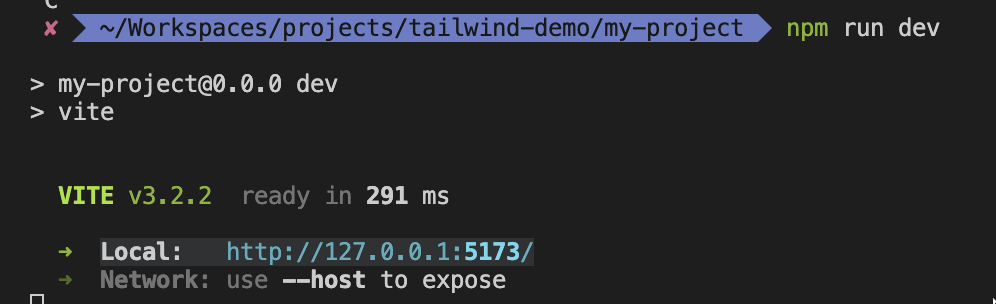 C
✘ ~/Workspaces/projects/tailwind-demo/my-project npm run dev
> my-project@0.0.0 dev
> vite
VITE v3.2.2 ready in 291 ms
➜ Local: http://127.0.0.1:5173/
➜ Network: use --host to expose